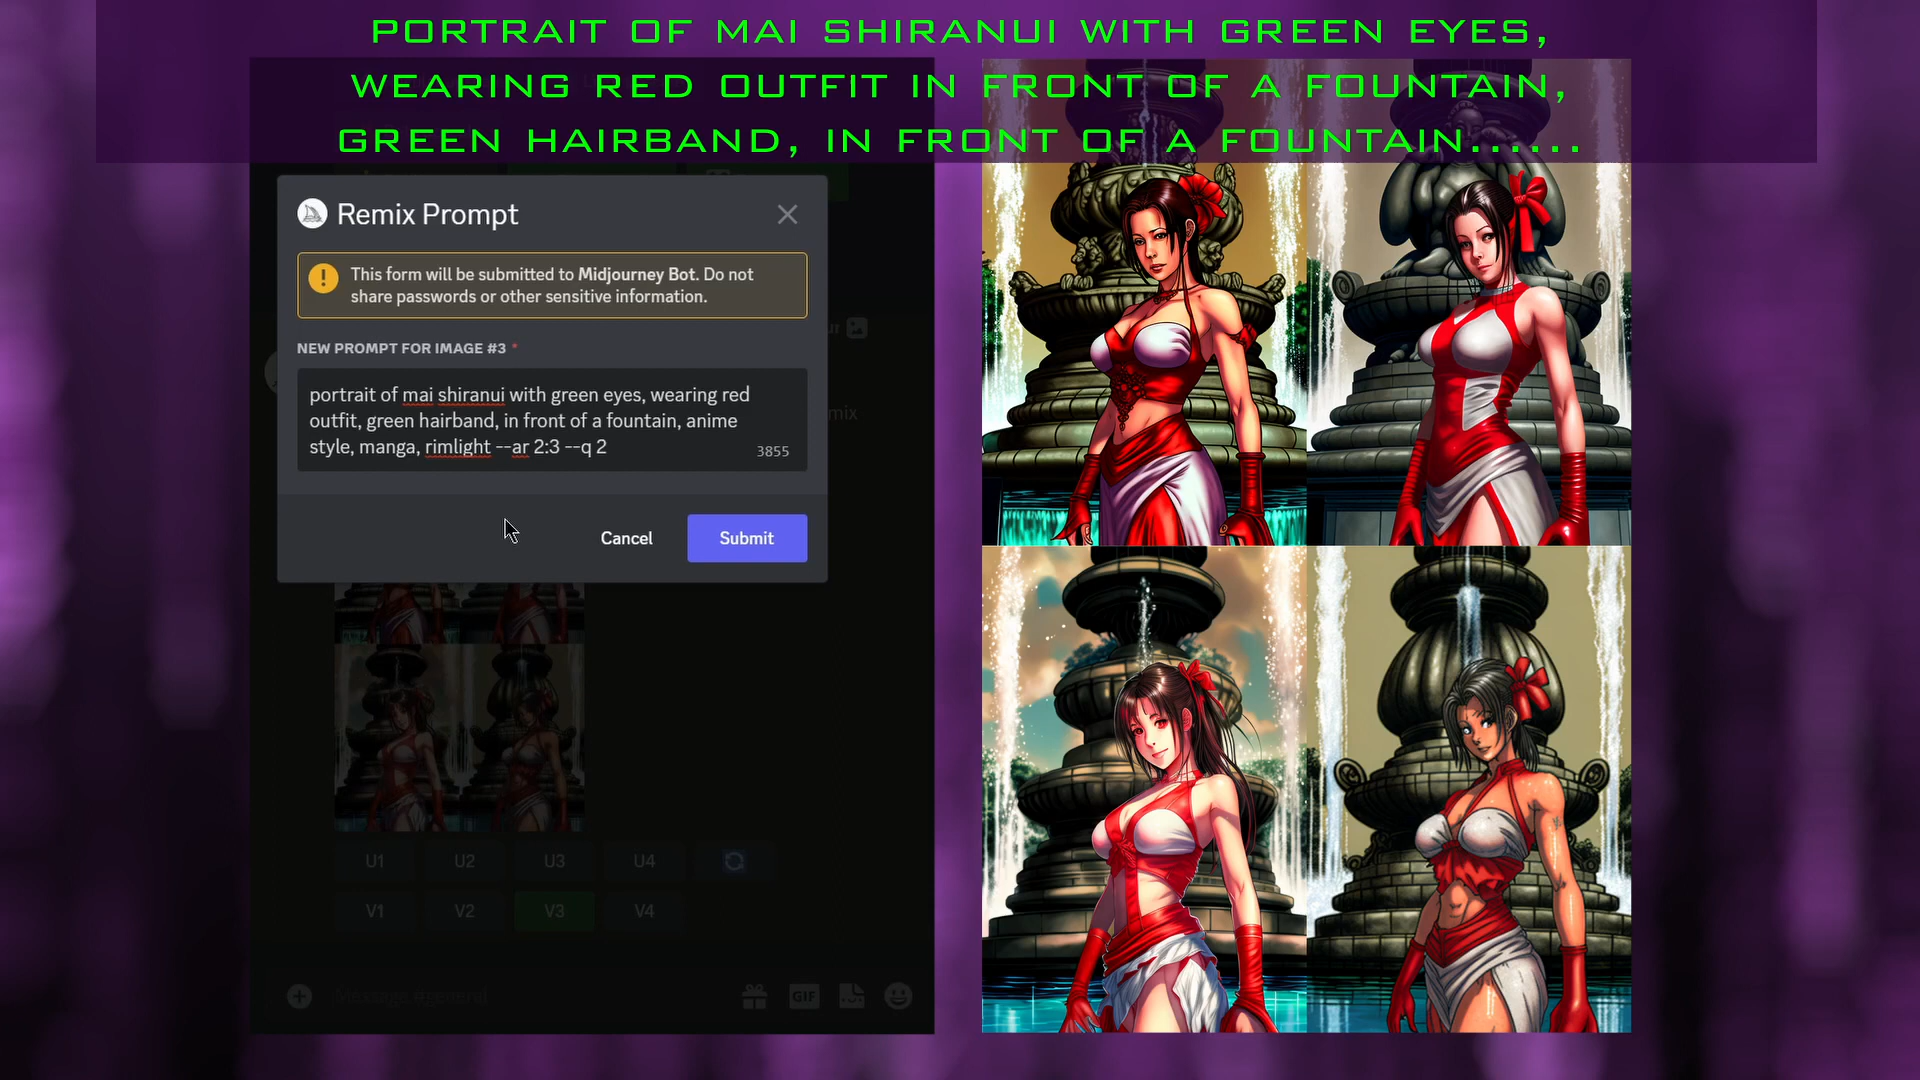 PORTRAIT OF MAI SHIRANUI WITH GREEN EYES,
WEARING RED OUTFIT IN FRONT OF A FOUNTAIN,
GREEN HAIRBAND, IN FRONT OF A FOUNTAIN......
Remix Prompt
This form will be submitted to Midjourney Bot. Do not
share passwords or other sensitive information.
NEW PROMPT FOR IMAGE #3 *
portrait of mai shiranui with green eyes, wearing red
outfit, green hairband, in front of a fountain, anime
style, manga, rimlight --ar 2:3 --q 2
3855
Cancel
Submit
U1
U2
U3
U4
V1
V2
V3
V4
Message #general
GIF